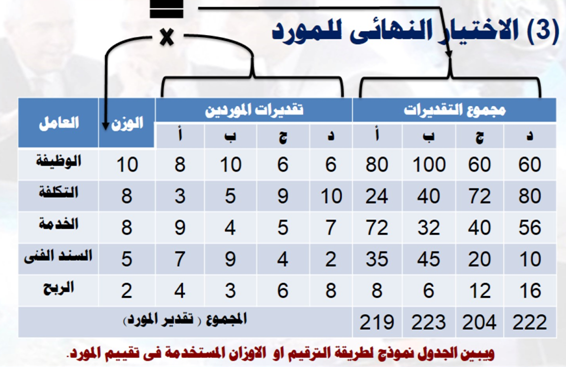 (3) الاختيار النهائى للمورد
=
×
العامل الوزن تقديرات الموردين مجموع التقديرات
أ ب ج د أ ب ج د
الوظيفة 10 8 10 6 6 80 100 60 60
التكلفة 8 3 5 9 10 24 40 72 80
الخدمة 8 9 4 5 7 72 32 40 56
السند الفنى 5 7 9 4 2 35 45 20 10
الربح 2 4 3 6 8 8 6 12 16
المجموع ( تقدير المورد) 219 223 204 222
ويبين الجدول نموذج لطريقة الترقيم او الاوزان المستخدمة فى تقييم المورد.